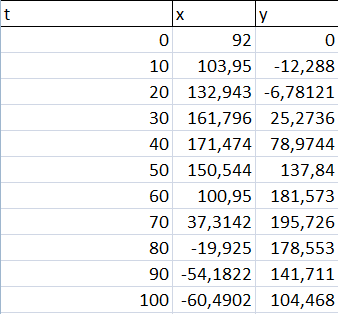 t x y
0 92 0
10 103,95 -12,288
20 132,943 -6,78121
30 161,796 25,2736
40 171,474 78,9744
50 150,544 137,84
60 100,95 181,573
70 37,3142 195,726
80 -19,925 178,553
90 -54,1822 141,711
100 -60,4902 104,468